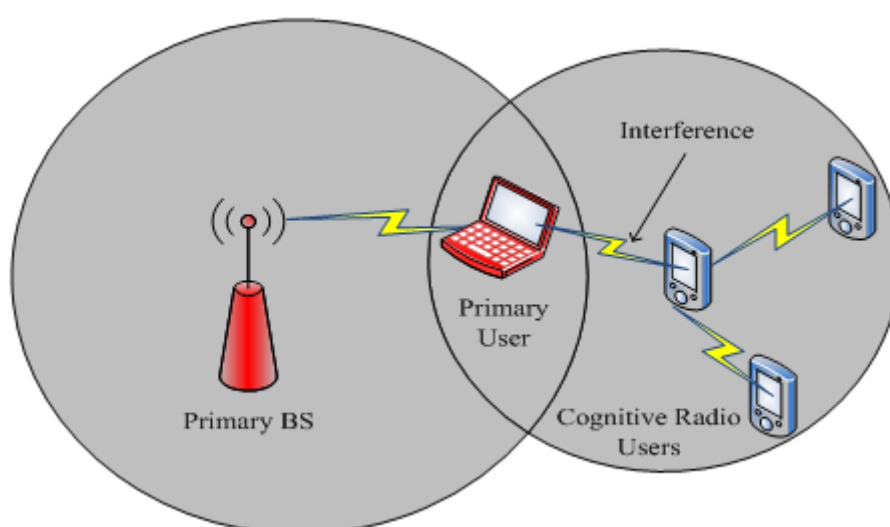 Interference
Primary
User
Primary BS
Cognitive Radio
Users